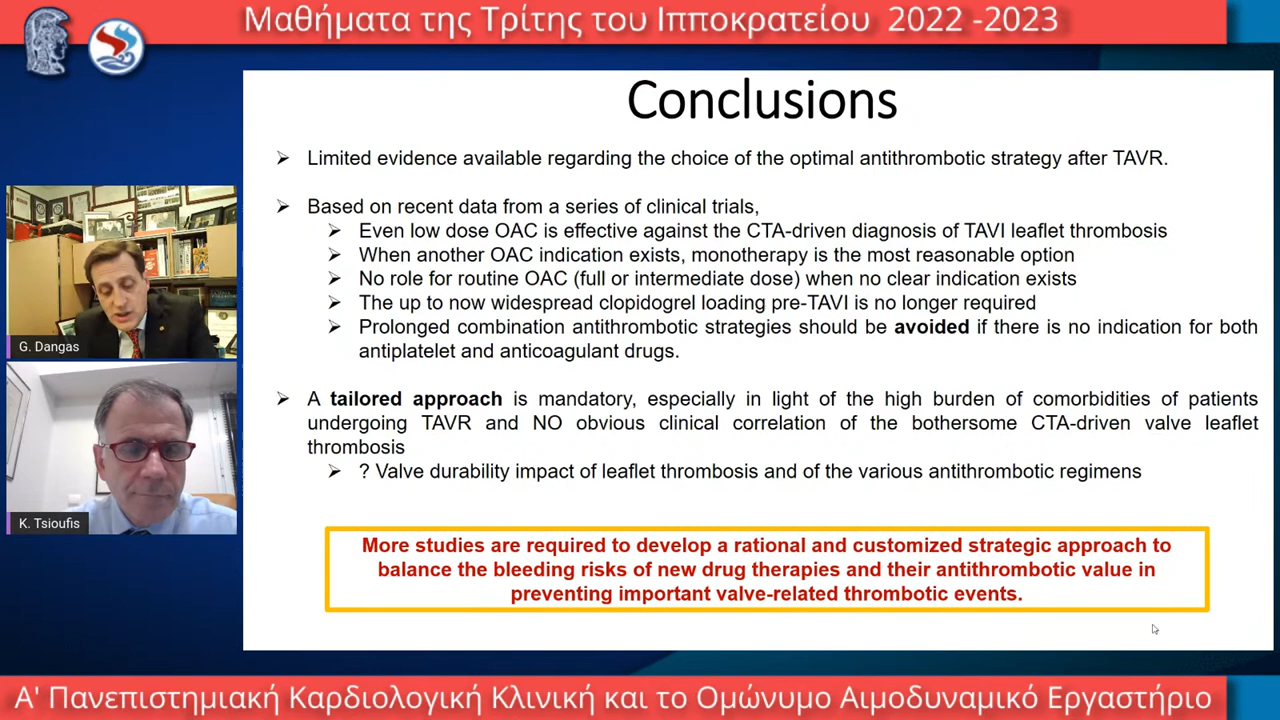 Μαθήματα της Τρίτης του Ιπποκρατείου 2022 -2023
Conclusions
Limited evidence available regarding the choice of the optimal antithrombotic strategy after TAVR.
Based on recent data from a series of clinical trials,
Even low dose OAC is effective against the CTA-driven diagnosis of TAVI leaflet thrombosis
When another OAC indication exists, monotherapy is the most reasonable option
No role for routine OAC (full or intermediate dose) when no clear indication exists
The up to now widespread clopidogrel loading pre-TAVI is no longer required
Prolonged combination antithrombotic strategies should be avoided if there is no indication for both
antiplatelet and anticoagulant drugs.
A tailored approach is mandatory, especially in light of the high burden of comorbidities of patients
undergoing TAVR and NO obvious clinical correlation of the bothersome CTA-driven valve leaflet
thrombosis
? Valve durability impact of leaflet thrombosis and of the various antithrombotic regimens
More studies are required to develop a rational and customized strategic approach to
balance the bleeding risks of new drug therapies and their antithrombotic value in
preventing important valve-related thrombotic events.
G. Dangas
K. Tsioufis
Α' Πανεπιστημιακή Καρδιολογική Κλινική και το Ομώνυμο Αιμοδυναμικό Εργαστήριο